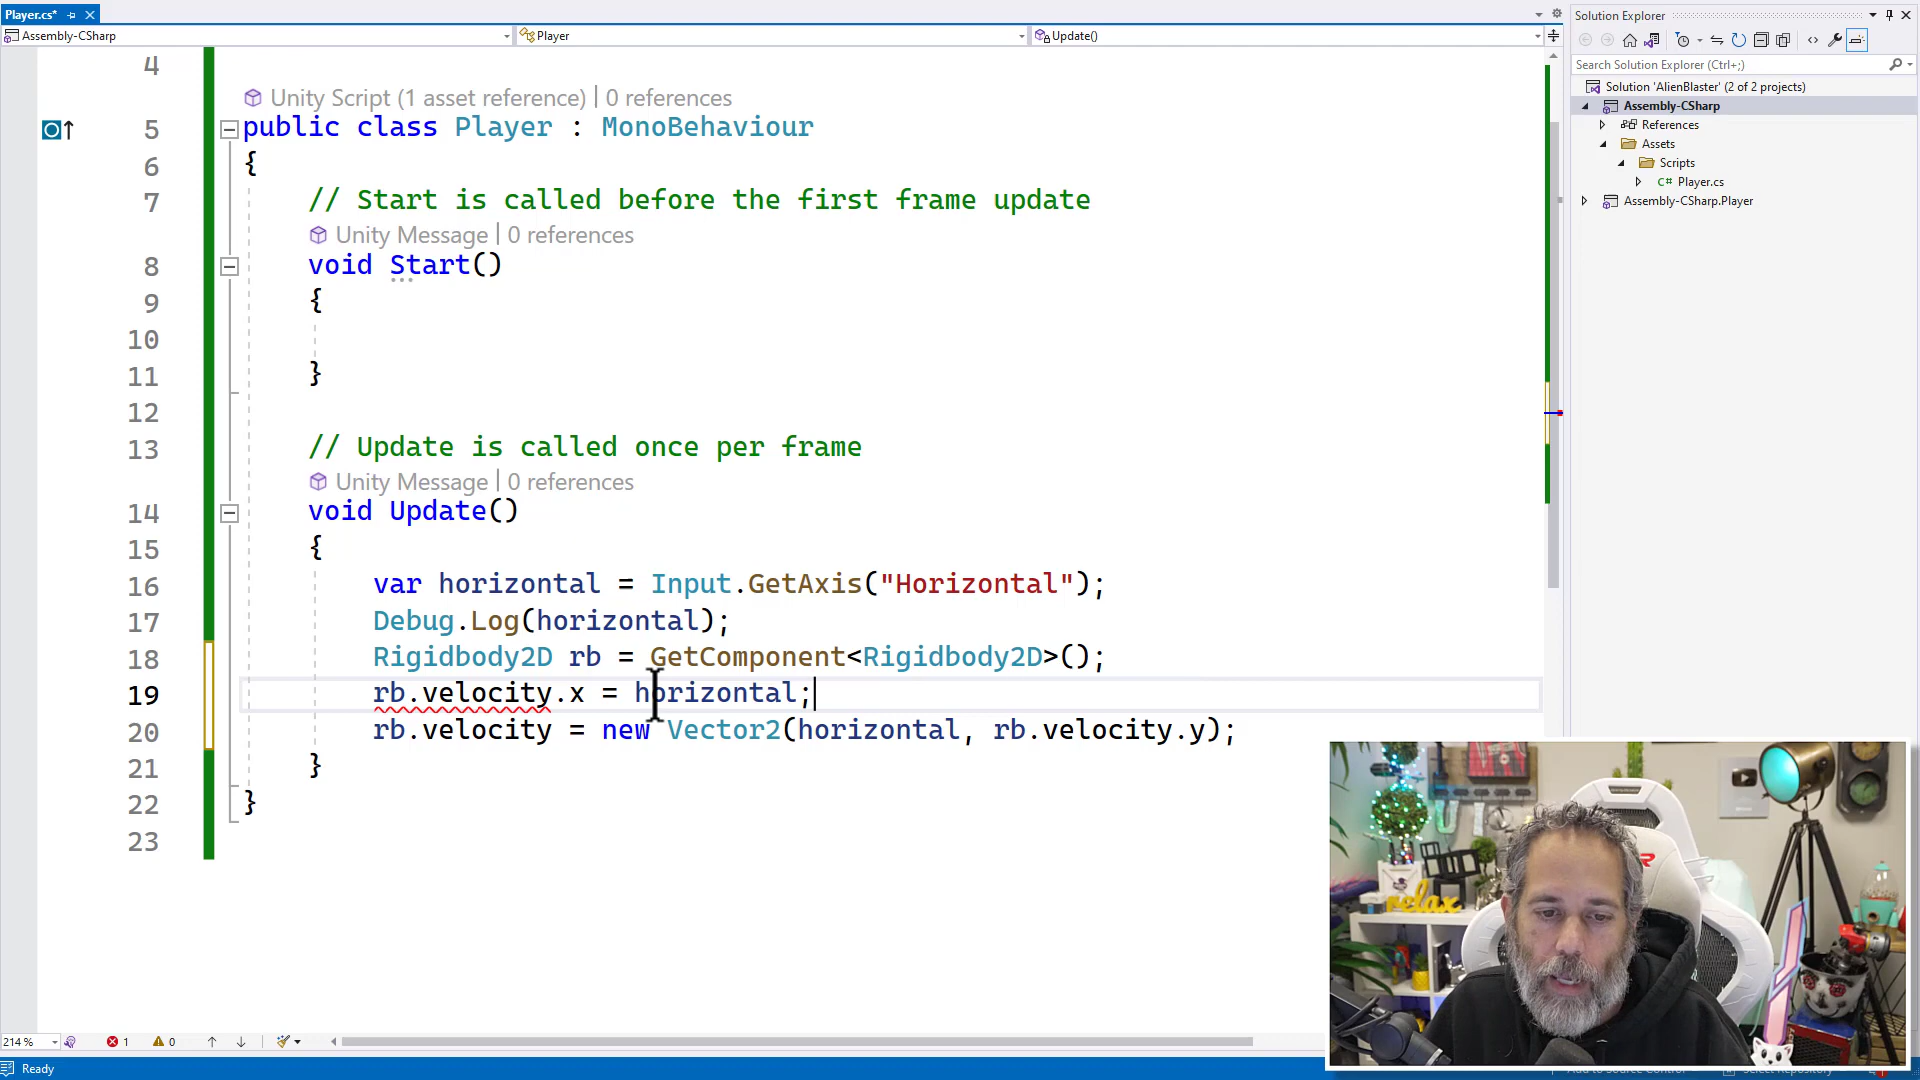 Player.cs*
Assembly-CSharp
Player
Update()
4
Unity Script (1 asset reference) | 0 references
5 public class Player : MonoBehaviour
6 {
7 // Start is called before the first frame update
Unity Message | 0 references
8 void Start()
9 {
10
11 }
12
13 // Update is called once per frame
Unity Message | 0 references
14 void Update()
15 {
16 var horizontal = Input.GetAxis("Horizontal");
17 Debug.Log(horizontal);
18 Rigidbody2D rb = GetComponent<Rigidbody2D>();
19 rb.velocity.x = horizontal;
20 rb.velocity = new Vector2(horizontal, rb.velocity.y);
21 }
22 }
23
214 %
1
0
Ready
Solution Explorer
Search Solution Explorer (Ctrl+;)
Solution 'AlienBlaster' (2 of 2 projects)
Assembly-CSharp
References
Assets
Scripts
C# Player.cs
Assembly-CSharp.Player
relax